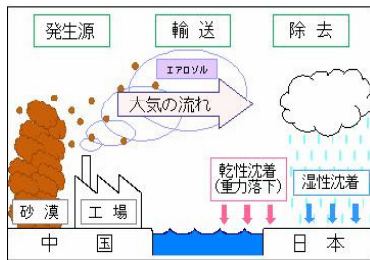 発生源
輸送
除去
エアロゾル
大気の流れ
乾性沈着
(重力落下)
湿性沈着
砂漠
工場
中国
日本